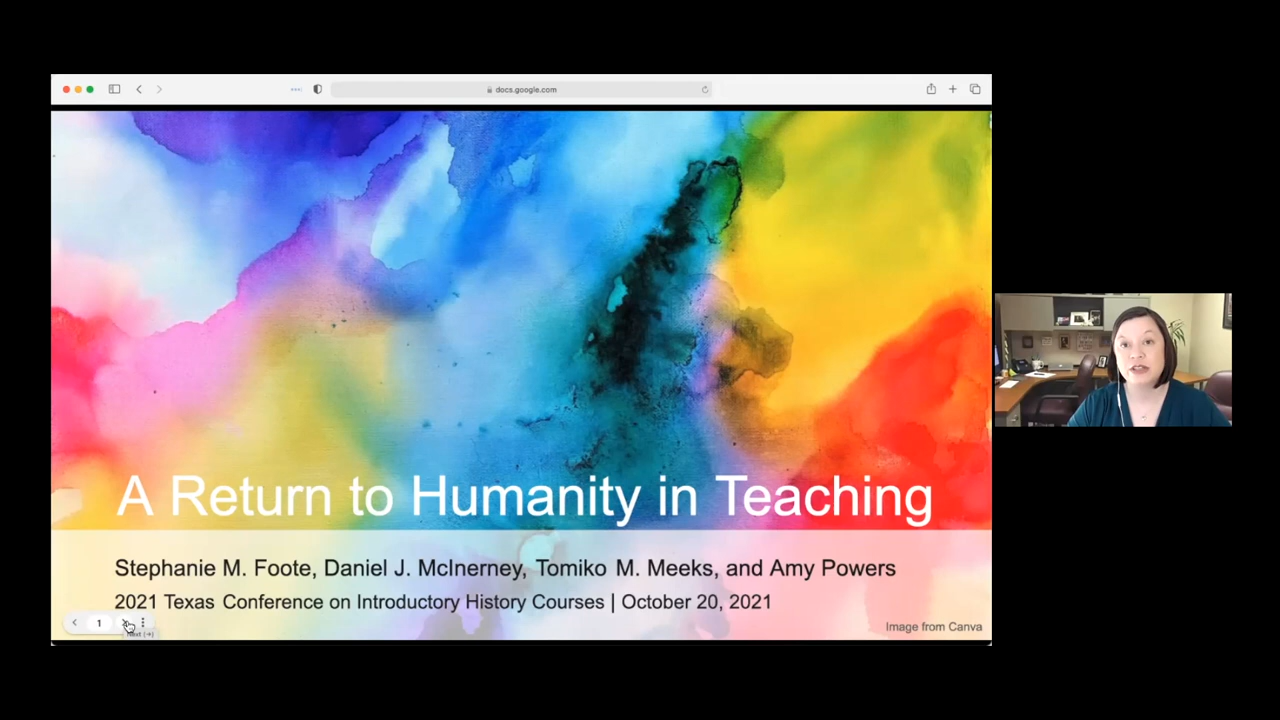 docs.google.com
A Return to Humanity in Teaching
Stephanie M. Foote, Daniel J. McInerney, Tomiko M. Meeks, and Amy Powers
2021 Texas Conference on Introductory History Courses | October 20, 2021
1
Next (→)
Image from Canva